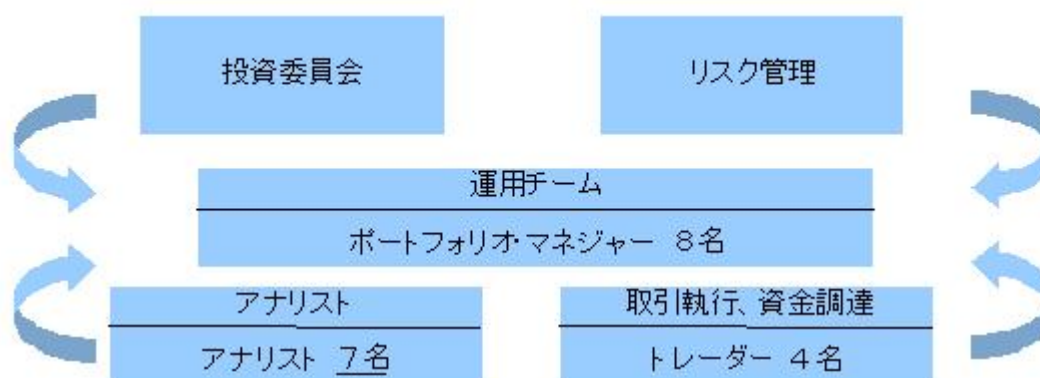 投資委員会
リスク管理
運用チーム
ポートフォリオ・マネジャー 8名
アナリスト
アナリスト 7名
取引執行、資金調達
トレーダー 4名